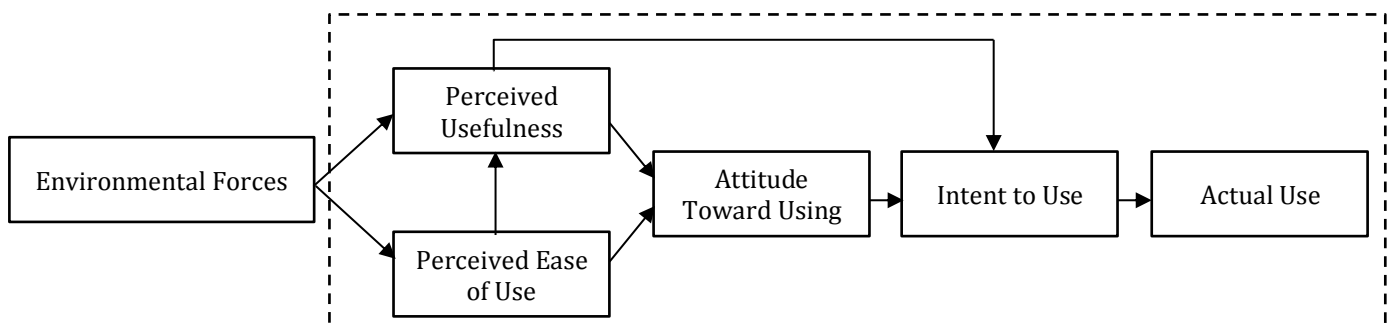 Environmental Forces
Perceived
Usefulness
Perceived Ease
of Use
Attitude
Toward Using
Intent to Use
Actual Use